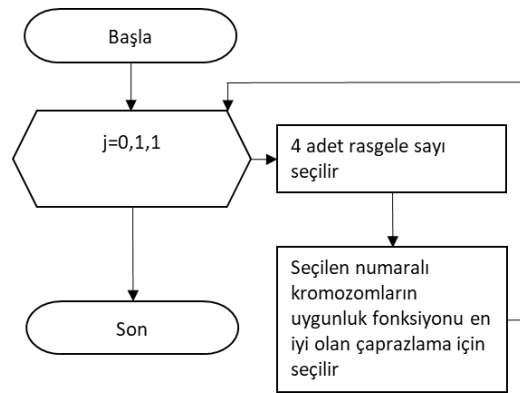 Başla
j=0,1,1
4 adet rasgele sayı
seçilir
Seçilen numaralı
kromozomların
uygunluk fonksiyonu en
iyi olan çaprazlama için
seçilir
Son